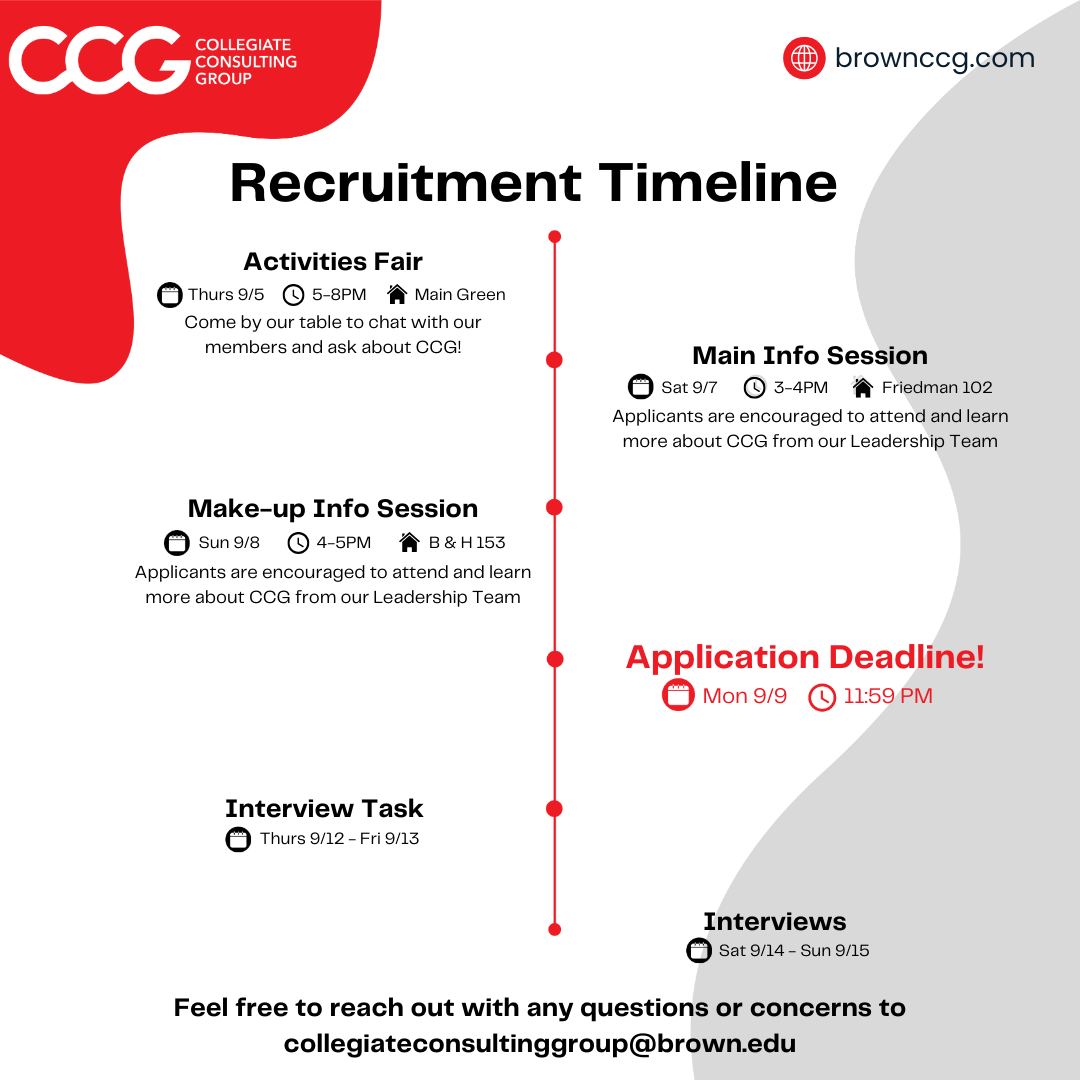 CCG COLLEGIATE
CONSULTING
GROUP
brownccg.com
Recruitment Timeline
Activities Fair
Thurs 9/5 5-8PM Main Green
Come by our table to chat with our
members and ask about CCG!
Main Info Session
Sat 9/7 3-4PM Friedman 102
Applicants are encouraged to attend and learn
more about CCG from our Leadership Team
Make-up Info Session
Sun 9/8 4-5PM B & H 153
Applicants are encouraged to attend and learn
more about CCG from our Leadership Team
Application Deadline!
Mon 9/9 11:59 PM
Interview Task
Thurs 9/12 - Fri 9/13
Interviews
Sat 9/14 - Sun 9/15
Feel free to reach out with any questions or concerns to
collegiateconsultinggroup@brown.edu